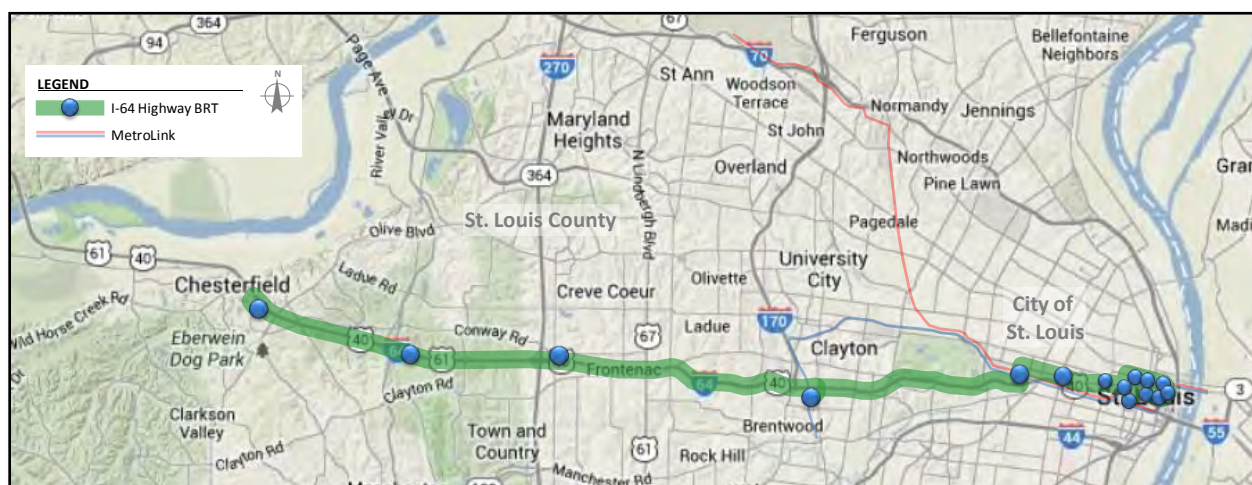 LEGEND
N
I-64 Highway BRT
MetroLink
364
94
Page Ave
67
270
70
Ferguson
Bellefontaine
Neighbors
St Ann
Woodson
Terrace
Normandy
Jennings
Maryland
Heights
St John
River Vall
ey Dr
N Lindbergh Blvd
Overland
Northwoods
Pine Lawn
364
Gran
St. Louis County
Pagedale
Olive Blvd
61
40
University
City
Chesterfield
Ladue Rd
Olivette
Creve Coeur
City of
St. Louis
Wild Horse Creek Rd
Eberwein
Dog Park
40
Conway Rd
67
Ladue
170
Clayton
61
Frontenac
64
40
40
St. Louis
3
Clayton Rd
Clarkson
Valley
Town and
Country
Brentwood
44
55
Clayton Rd
61
Rock Hill
Manchester Rd